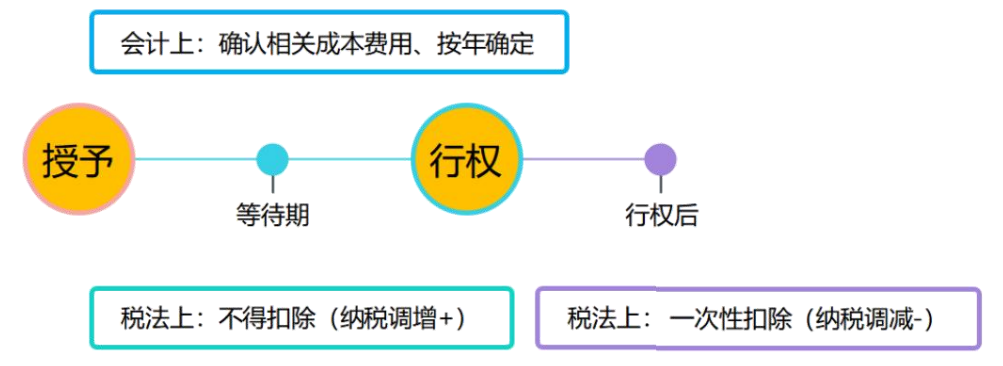 会计上：确认相关成本费用、按年确定
授予
行权
等待期
行权后
税法上：不得扣除（纳税调增+）
税法上：一次性扣除（纳税调减-）